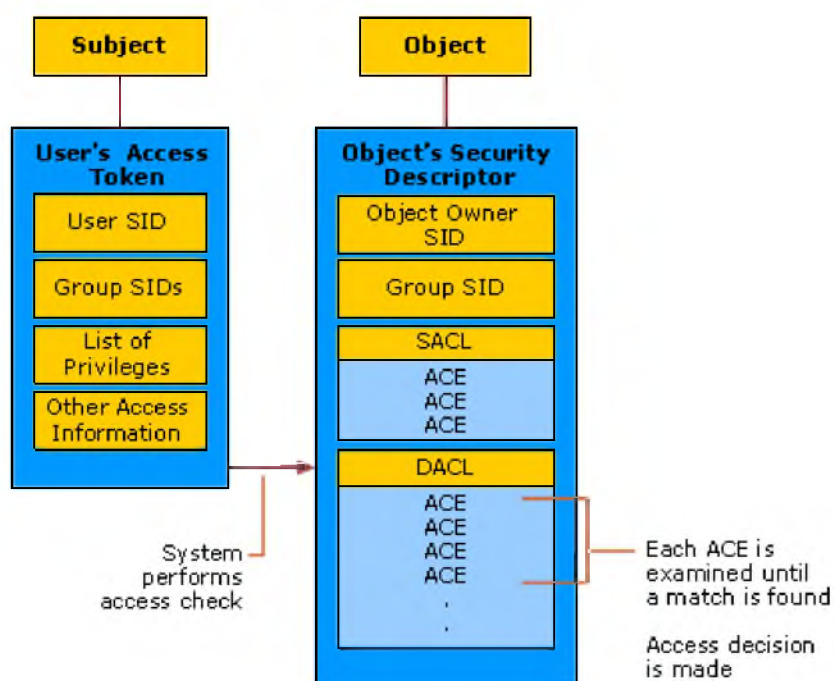 Subject
Object
User's Access
Token
User SID
Group SIDs
List of
Privileges
Other Access
Information
Object's Security
Descriptor
Object Owner
SID
Group SID
SACL
ACE
ACE
ACE
DACL
ACE
ACE
ACE
ACE
.
.
System
performs
access check
Each ACE is
examined until
a match is found
Access decision
is made